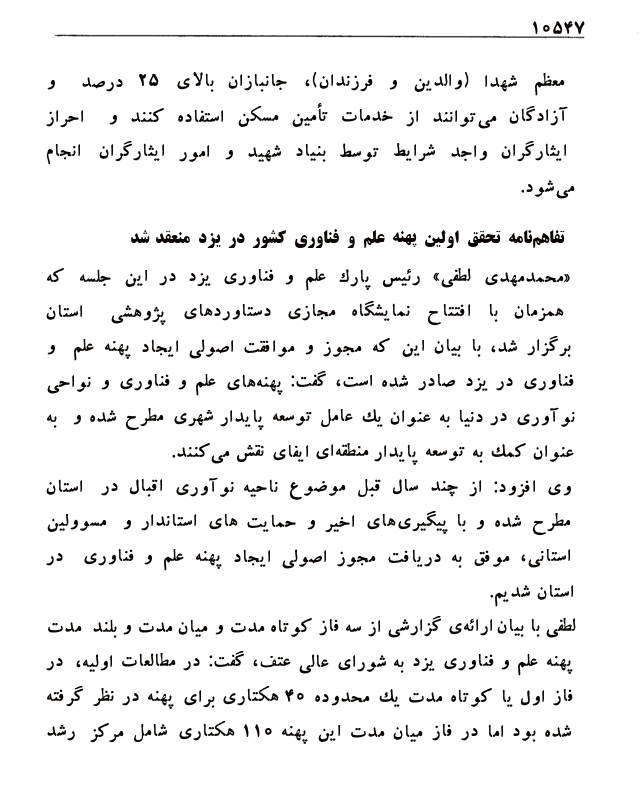 ۱۰۵۴۷
معظم شهدا (والدین و فرزندان)، جانبازان بالای ۲۵ درصد و
آزادگان می‌توانند از خدمات تأمین مسکن استفاده کنند و احراز
ایثارگران واجد شرایط توسط بنیاد شهید و امور ایثارگران انجام
می‌شود.
تفاهم‌نامه تحقق اولین پهنه علم و فناوری کشور در یزد منعقد شد
«محمدمهدی لطفی» رئیس پارك علم و فناوری یزد در این جلسه که
همزمان با افتتاح نمایشگاه مجازی دستاوردهای پژوهشی استان
برگزار شد، با بیان این که مجوز و موافقت اصولی ایجاد پهنه علم و
فناوری در یزد صادر شده است، گفت: پهنه‌های علم و فناوری و نواحی
نوآوری در دنیا به عنوان یك عامل توسعه پایدار شهری مطرح شده و به
عنوان کمك به توسعه پایدار منطقه‌ای ایفای نقش می‌کنند.
وی افزود: از چند سال قبل موضوع ناحیه نوآوری اقبال در استان
مطرح شده و با پیگیری‌های اخیر و حمایت های استاندار و مسوولین
استانی، موفق به دریافت مجوز اصولی ایجاد پهنه علم و فناوری در
استان شدیم.
لطفی با بیان ارائه‌ی گزارشی از سه فاز کوتاه مدت و میان مدت و بلند مدت
پهنه علم و فناوری یزد به شورای عالی عتف، گفت: در مطالعات اولیه، در
فاز اول یا کوتاه مدت یك محدوده ۴۰ هکتاری برای پهنه در نظر گرفته
شده بود اما در فاز میان مدت این پهنه ۱۱۰ هکتاری شامل مرکز رشد